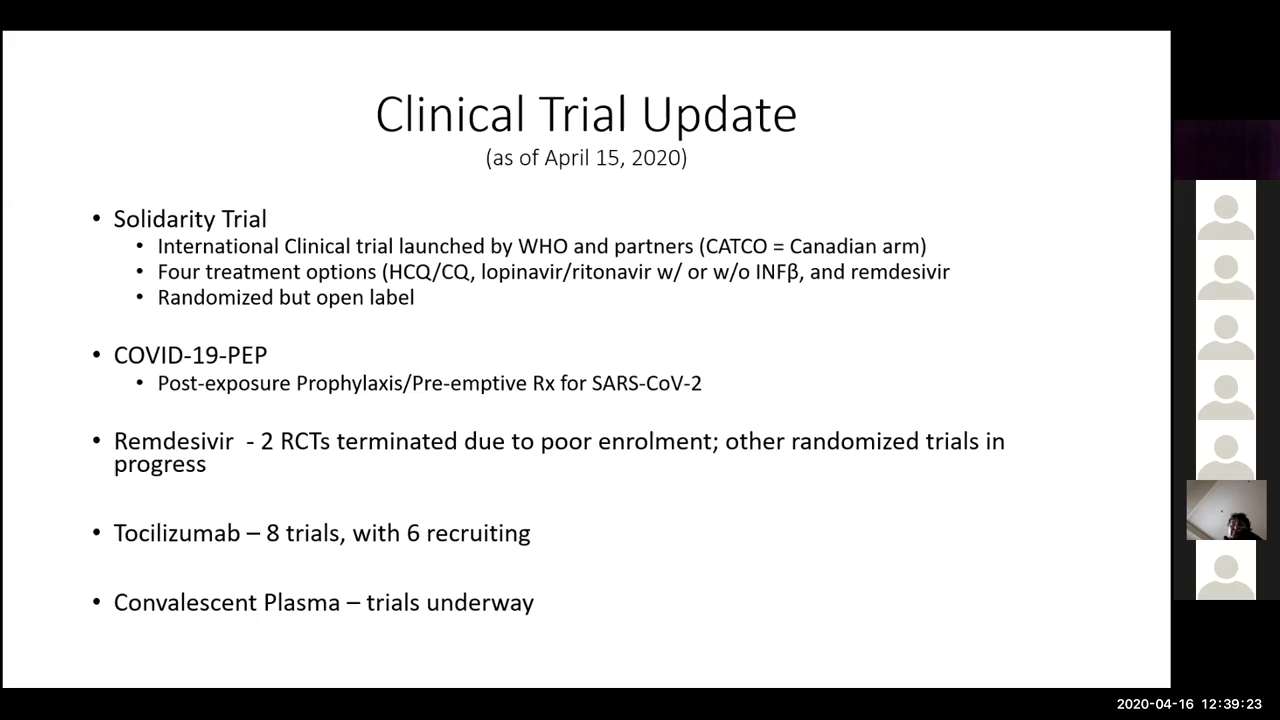 Clinical Trial Update
(as of April 15, 2020)
• Solidarity Trial
• International Clinical trial launched by WHO and partners (CATCO = Canadian arm)
• Four treatment options (HCQ/CQ, lopinavir/ritonavir w/ or w/o INFβ, and remdesivir
• Randomized but open label
• COVID-19-PEP
• Post-exposure Prophylaxis/Pre-emptive Rx for SARS-CoV-2
• Remdesivir - 2 RCTs terminated due to poor enrolment; other randomized trials in
progress
• Tocilizumab – 8 trials, with 6 recruiting
• Convalescent Plasma – trials underway
2020-04-16 12:39:23